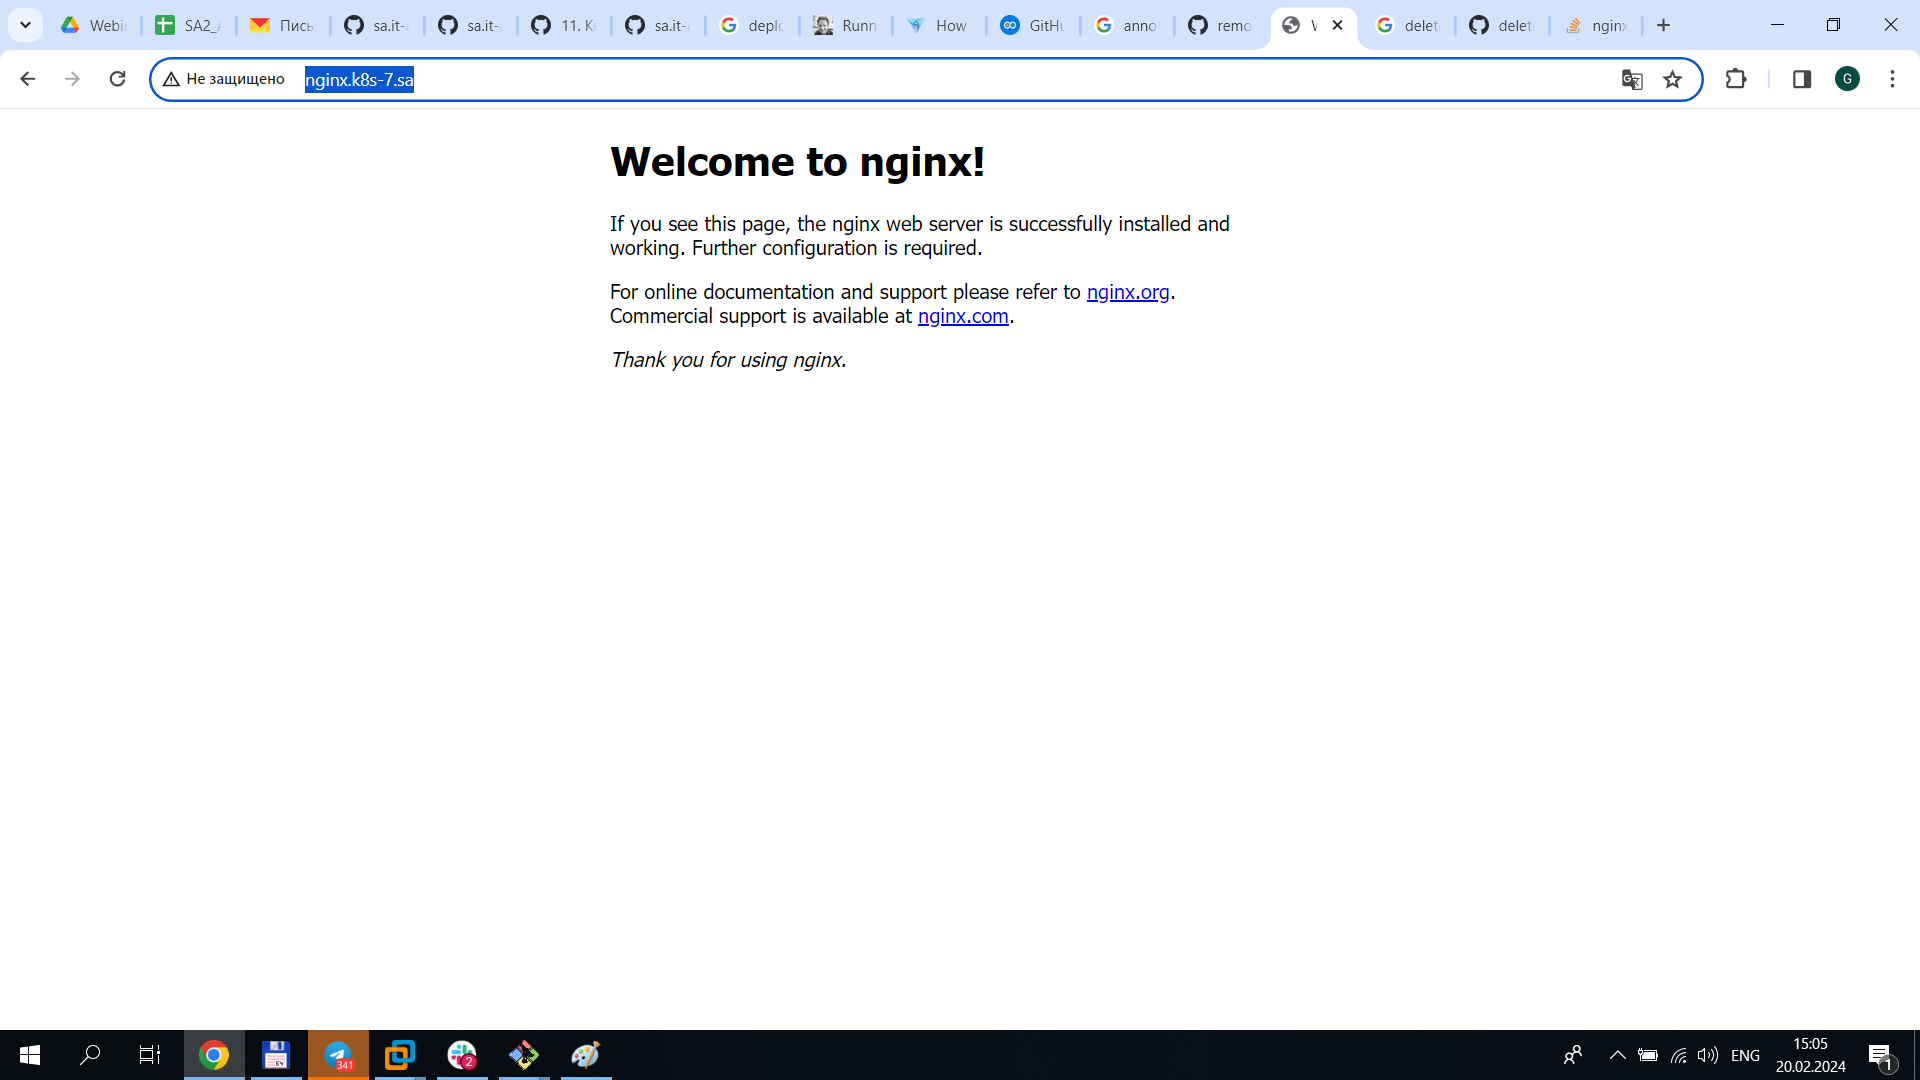 Webi
SA2_
Пись
sa.it-
sa.it-
11. K
sa.it-
deplo
Runn
How
GitHu
anno
remo
delet
delet
nginx
Не защищено
nginx.k8s-7.sa
G
Welcome to nginx!
If you see this page, the nginx web server is successfully installed and
working. Further configuration is required.
For online documentation and support please refer to nginx.org.
Commercial support is available at nginx.com.
Thank you for using nginx.
64
341
2
ENG
15:05
20.02.2024
1